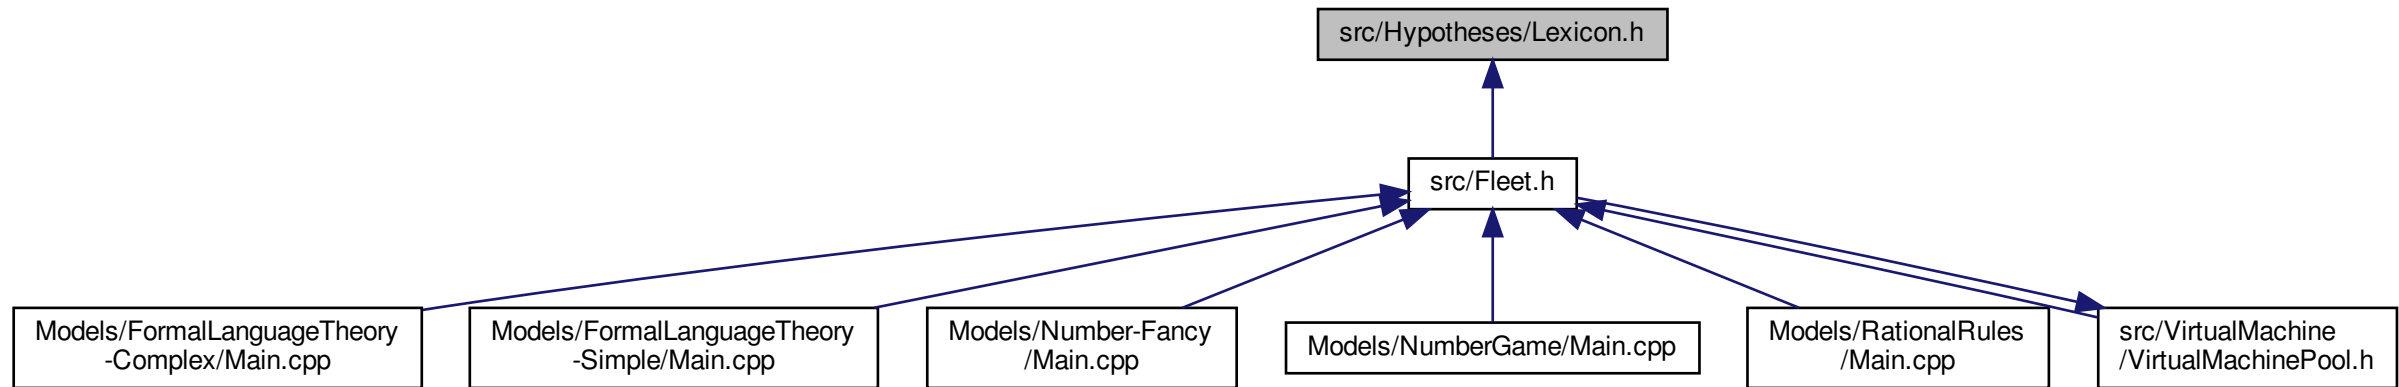 src/Hypotheses/Lexicon.h
src/Fleet.h
Models/FormalLanguageTheory
-Complex/Main.cpp
Models/FormalLanguageTheory
-Simple/Main.cpp
Models/Number-Fancy
/Main.cpp
Models/NumberGame/Main.cpp
Models/RationalRules
/Main.cpp
src/VirtualMachine
/VirtualMachinePool.h